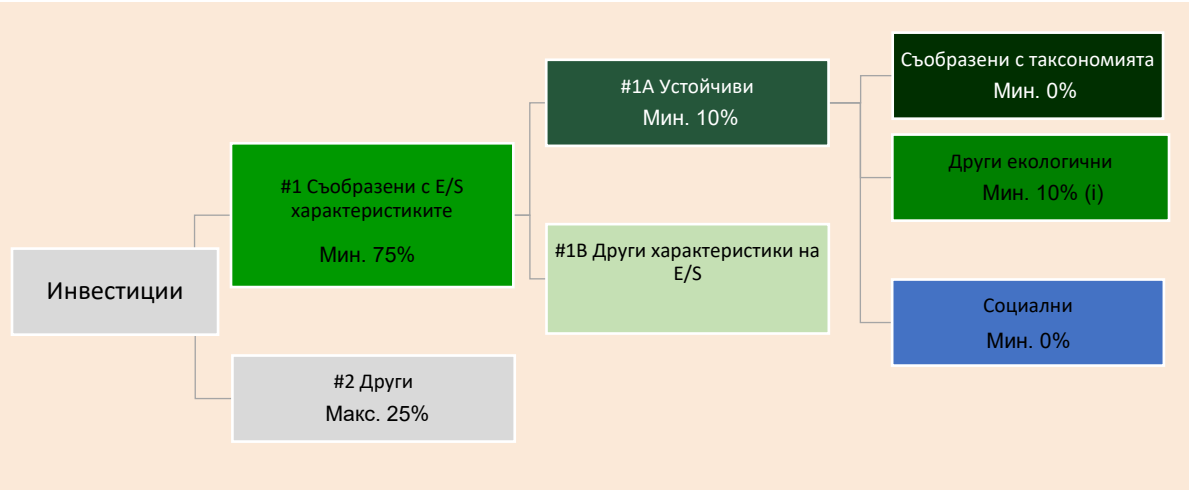 Инвестиции
#1 Съобразени с E/S
характеристиките
Мин. 75%
#2 Други
Макс. 25%
#1А Устойчиви
Мин. 10%
#1В Други характеристики на
E/S
Съобразени с таксономията
Мин. 0%
Други екологични
Мин. 10% (i)
Социални
Мин. 0%